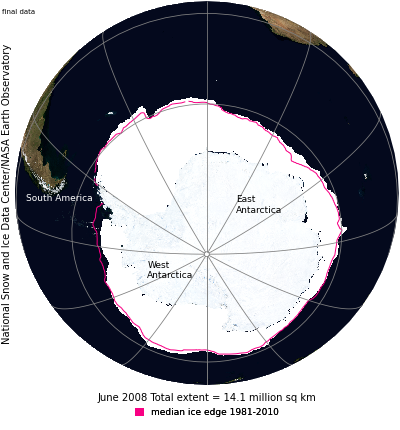 final data
National Snow and Ice Data Center/NASA Earth Observatory
South America
East
Antarctica
West
Antarctica
June 2008 Total extent = 14.1 million sq km
median ice edge 1981-2010